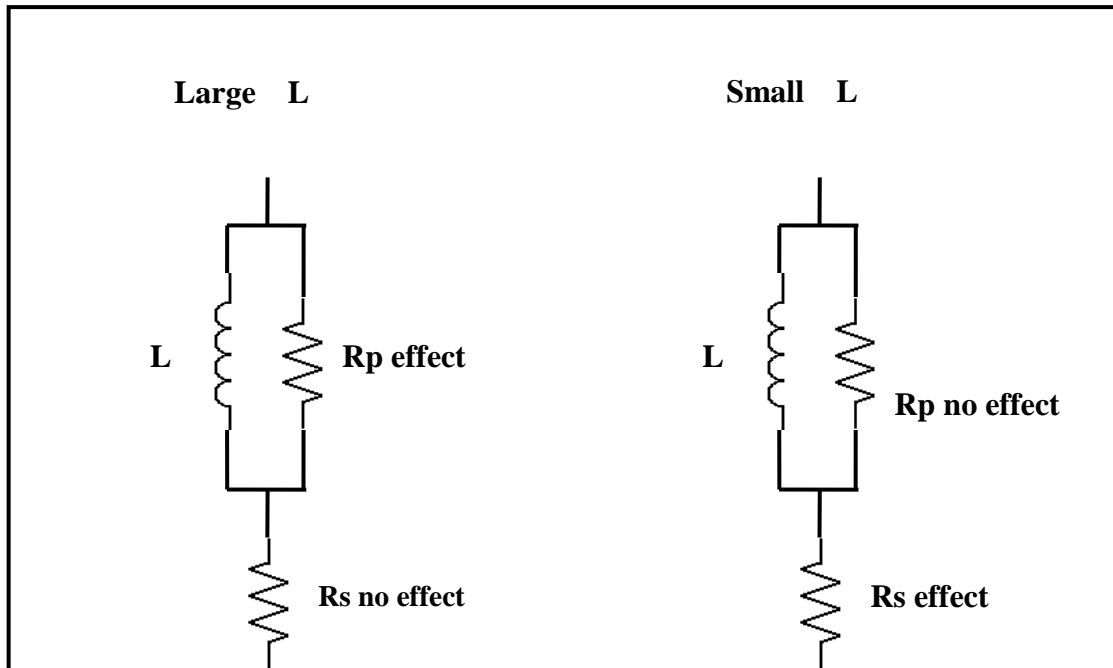 Large L
Small L
L
Rp effect
L
Rp no effect
Rs no effect
Rs effect